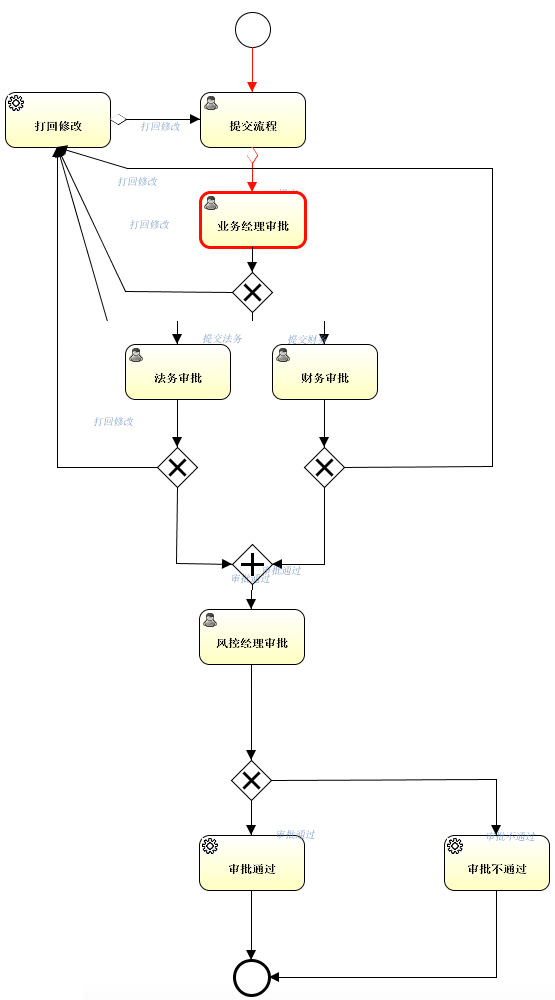 打回修改
提交流程
打回修改
打回修改
业务经理审批
打回修改
提交法务
提交财务
法务审批
财务审批
打回修改
审批通过
审批通过
风控经理审批
审批通过
审批不通过
审批通过
审批不通过